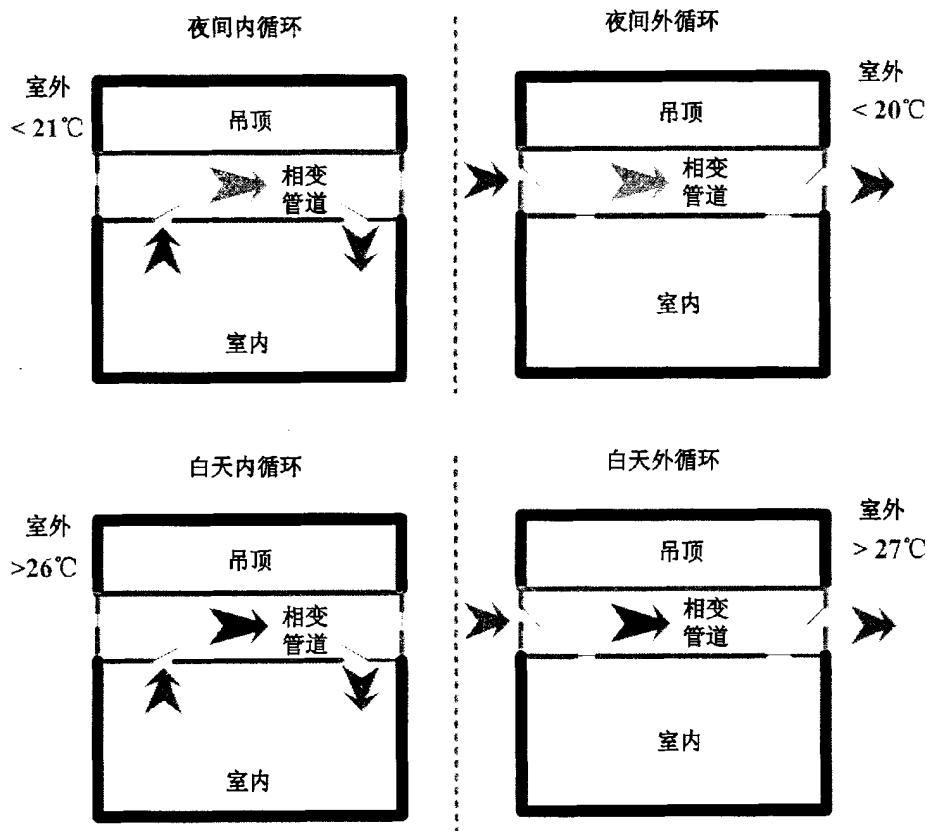 夜间内循环
室外
< 21℃
吊顶
相变
管道
室内
夜间外循环
室外
< 20℃
吊顶
相变
管道
室内
白天内循环
室外
>26℃
吊顶
相变
管道
室内
白天外循环
室外
> 27℃
吊顶
相变
管道
室内